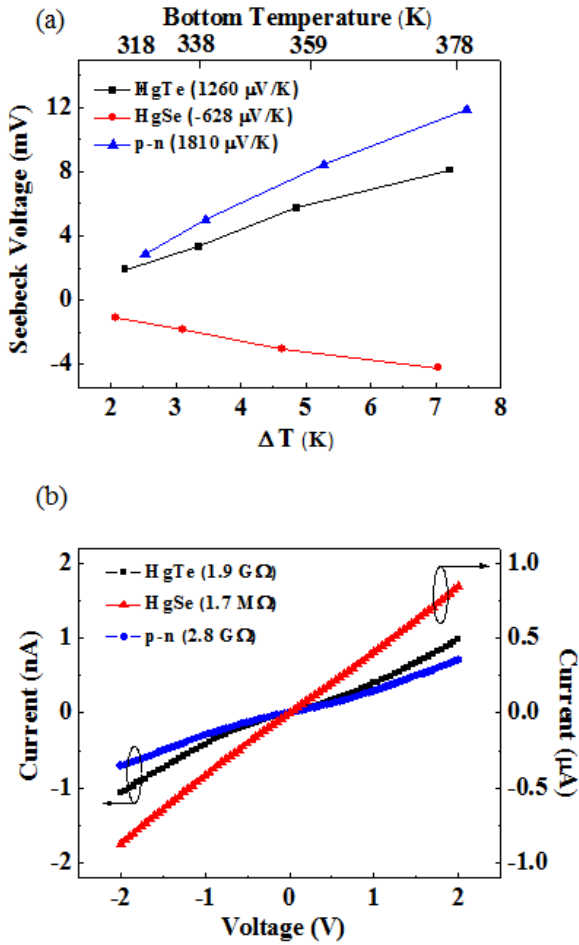 (a)
Bottom Temperature (K)
318 338 359 378
HgTe (1260 μV/K)
HgSe (-628 μV/K)
p-n (1810 μV/K)
12
8
4
0
-4
Seebeck Voltage (mV)
2 3 4 5 6 7 8
ΔT (K)
(b)
HgTe (1.9 GΩ)
HgSe (1.7 MΩ)
p-n (2.8 GΩ)
2
1
0
-1
-2
Current (nA)
1.0
0.5
0.0
-0.5
-1.0
Current (μA)
-2 -1 0 1 2
Voltage (V)